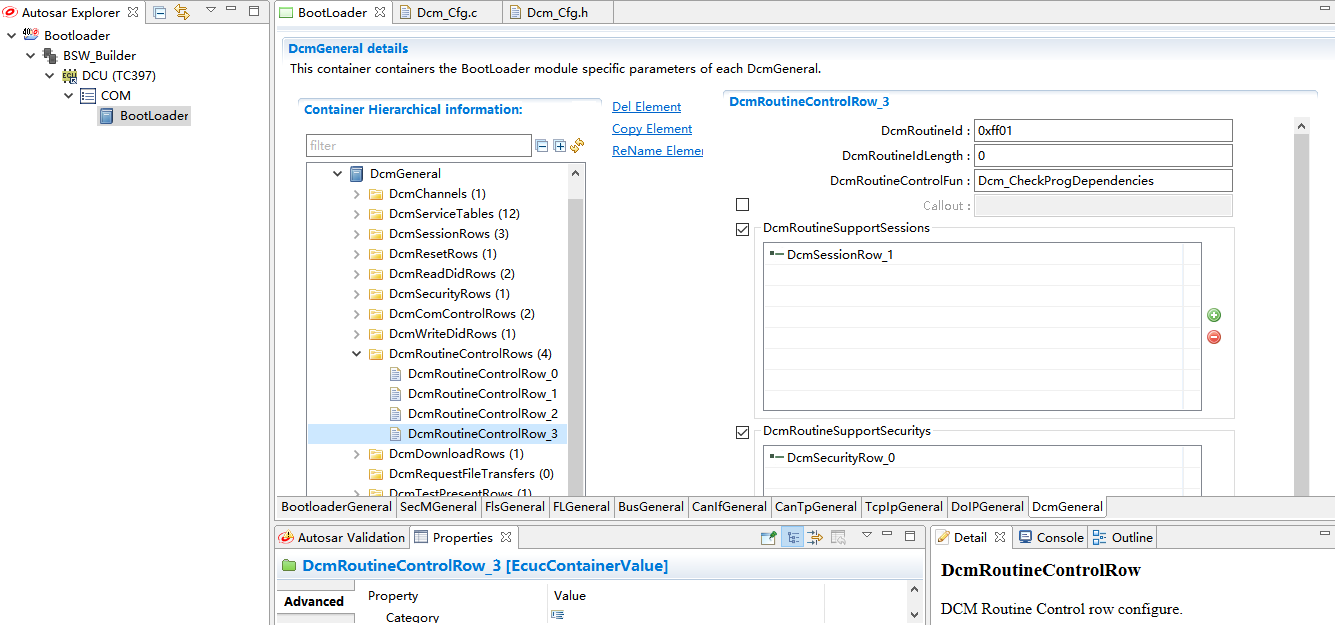 Autosar Explorer
Bootloader
BSW_Builder
DCU (TC397)
COM
BootLoader
BootLoader
Dcm_Cfg.c
Dcm_Cfg.h
DcmGeneral details
This container containers the BootLoader module specific parameters of each DcmGeneral.
Container Hierarchical information:
filter
Del Element
Copy Element
ReName Elemer
DcmGeneral
DcmChannels (1)
DcmServiceTables (12)
DcmSessionRows (3)
DcmResetRows (1)
DcmReadDidRows (2)
DcmSecurityRows (1)
DcmComControlRows (2)
DcmWriteDidRows (1)
DcmRoutineControlRows (4)
DcmRoutineControlRow_0
DcmRoutineControlRow_1
DcmRoutineControlRow_2
DcmRoutineControlRow_3
DcmDownloadRows (1)
DcmRequestFileTransfers (0)
DcmTestPresentRows (1)
DcmRoutineControlRow_3
DcmRoutineId : 0xff01
DcmRoutineIdLength : 0
DcmRoutineControlFun : Dcm_CheckProgDependencies
Callout :
DcmRoutineSupportSessions
DcmSessionRow_1
DcmRoutineSupportSecuritys
DcmSecurityRow_0
BootloaderGeneral SecMGeneral FlsGeneral FLGeneral BusGeneral CanIfGeneral CanTpGeneral TcpIpGeneral DoIPGeneral DcmGeneral
Autosar Validation
Properties
DcmRoutineControlRow_3 [EcucContainerValue]
Advanced
Property Value
Category
Detail
Console
Outline
DcmRoutineControlRow
DCM Routine Control row configure.